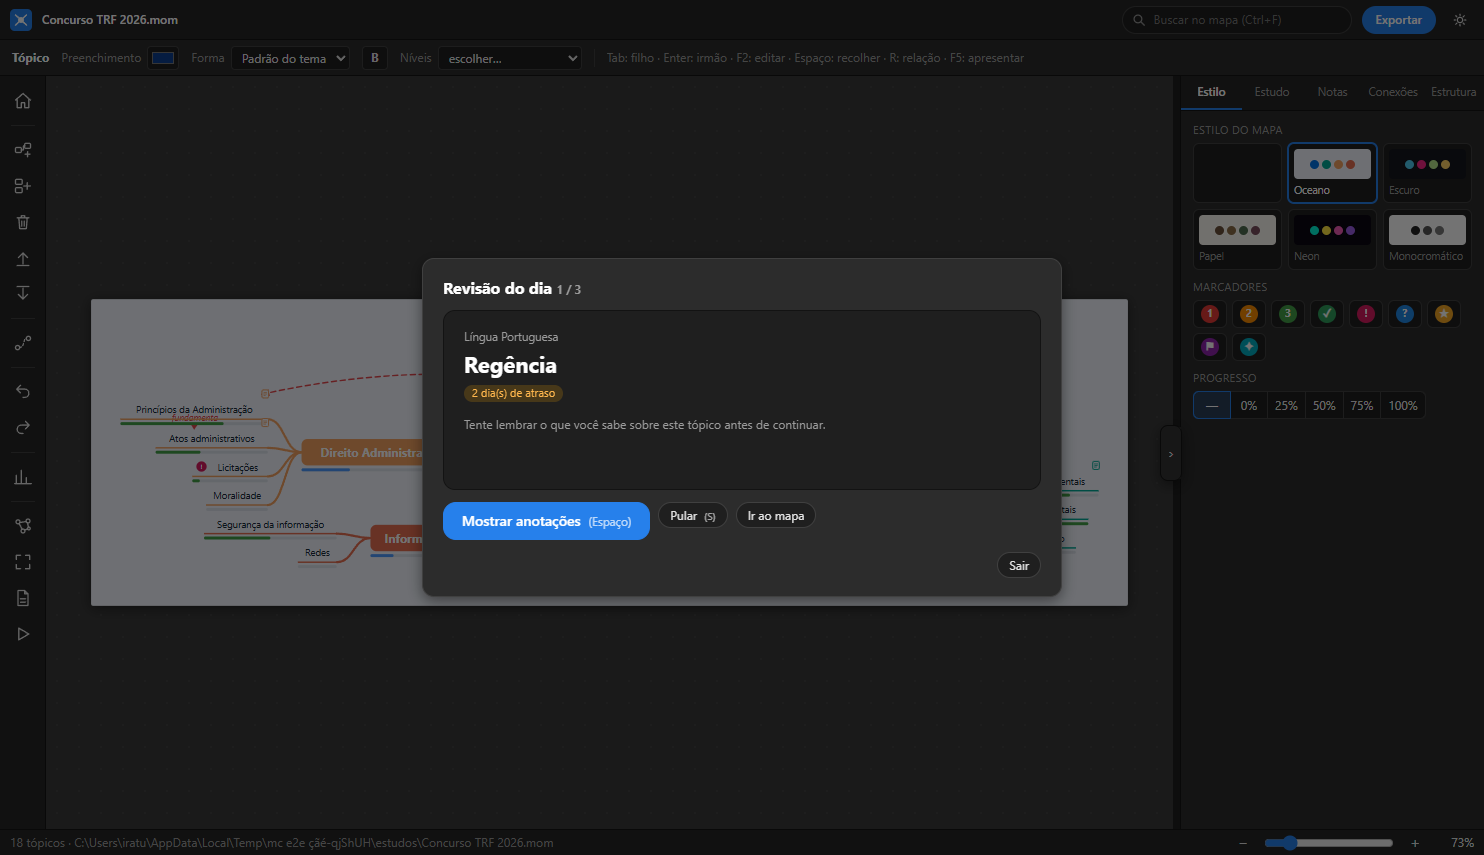 Concurso TRF 2026.mom
Buscar no mapa (Ctrl+F)
Exportar
Tópico
Preenchimento
Forma
Padrão do tema
B
Níveis
escolher...
Tab: filho · Enter: irmão · F2: editar · Espaço: recolher · R: relação · F5: apresentar
Estilo
Estudo
Notas
Conexões
Estrutura
ESTILO DO MAPA
Oceano
Escuro
Papel
Neon
Monocromático
MARCADORES
1
2
3
!
?
PROGRESSO
—
0%
25%
50%
75%
100%
Revisão do dia 1 / 3
Língua Portuguesa
Regência
2 dia(s) de atraso
Tente lembrar o que você sabe sobre este tópico antes de continuar.
Mostrar anotações (Espaço)
Pular (S)
Ir ao mapa
Sair
Princípios da Administração
fundamenta
Atos administrativos
Licitações
Moralidade
Direito Administra
Segurança da informação
Redes
Inform
entais
tais
18 tópicos · C:\Users\iratu\AppData\Local\Temp\mc e2e çãé-qjShUH\estudos\Concurso TRF 2026.mom
73%